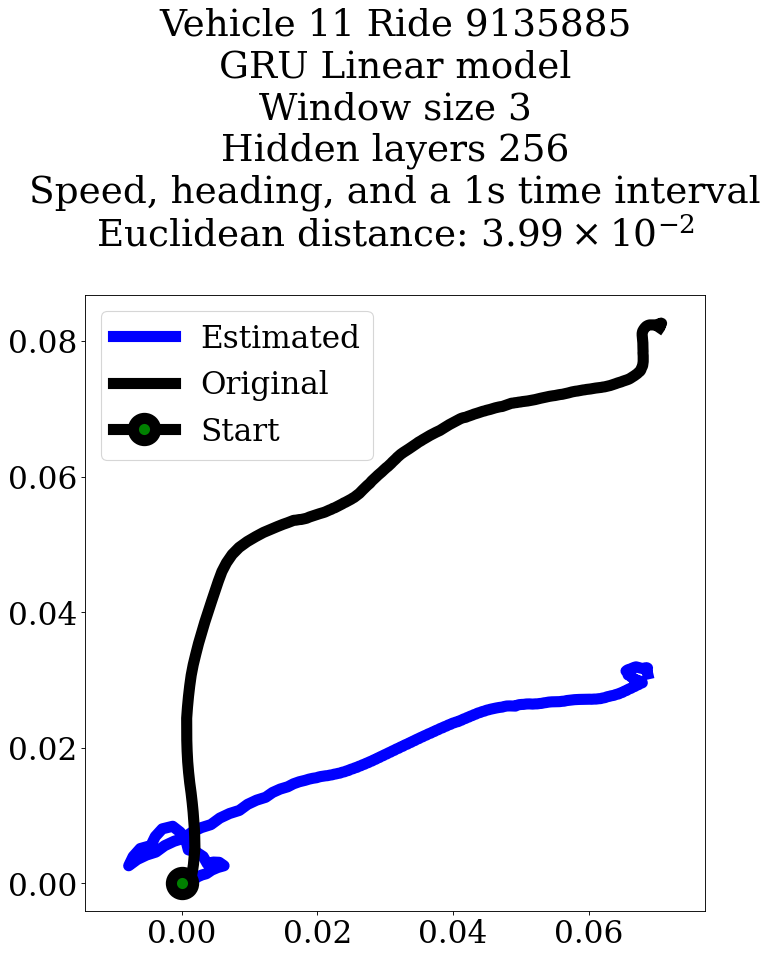 Vehicle 11 Ride 9135885
GRU Linear model
Window size 3
Hidden layers 256
Speed, heading, and a 1s time interval
Euclidean distance: 3.99 × 10⁻²
Estimated
Original
Start
0.08
0.06
0.04
0.02
0.00
0.00 0.02 0.04 0.06